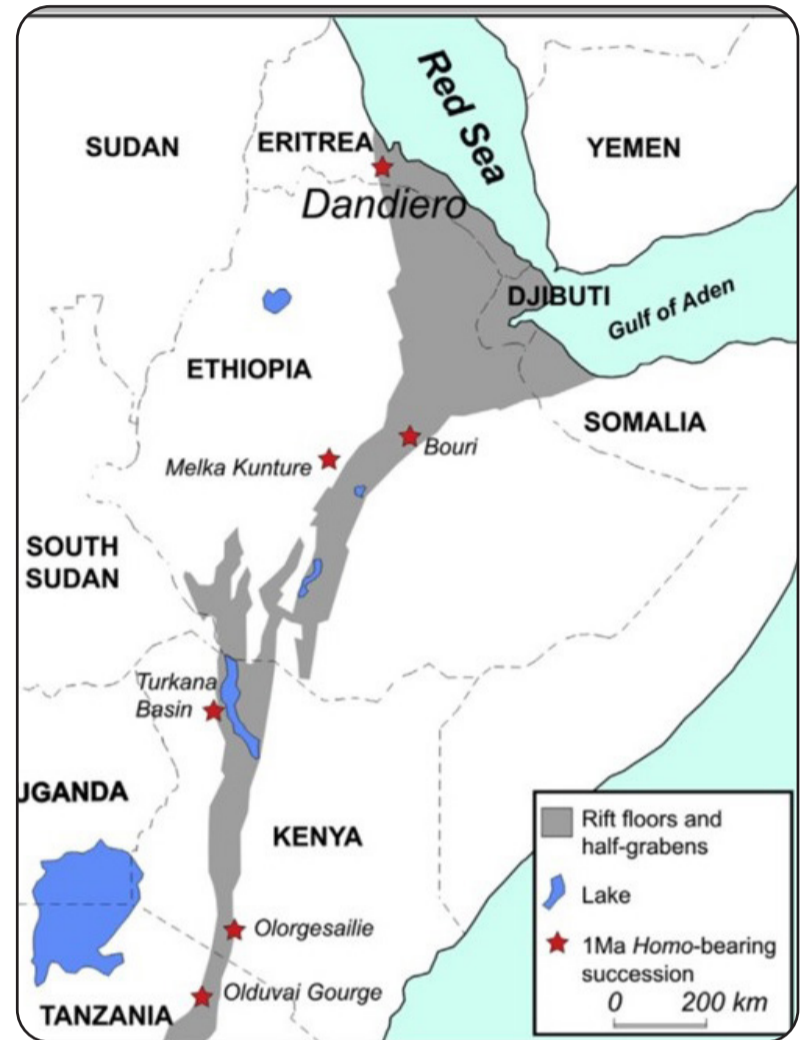 Red Sea
SUDAN
ERITREA
YEMEN
Dandiero
DJIBUTI
Gulf of Aden
ETHIOPIA
SOMALIA
Bouri
Melka Kunture
SOUTH
SUDAN
Turkana
Basin
UGANDA
KENYA
Rift floors and
half-grabens
Lake
1Ma Homo-bearing
succession
0 200 km
Olorgesailie
Olduvai Gourge
TANZANIA